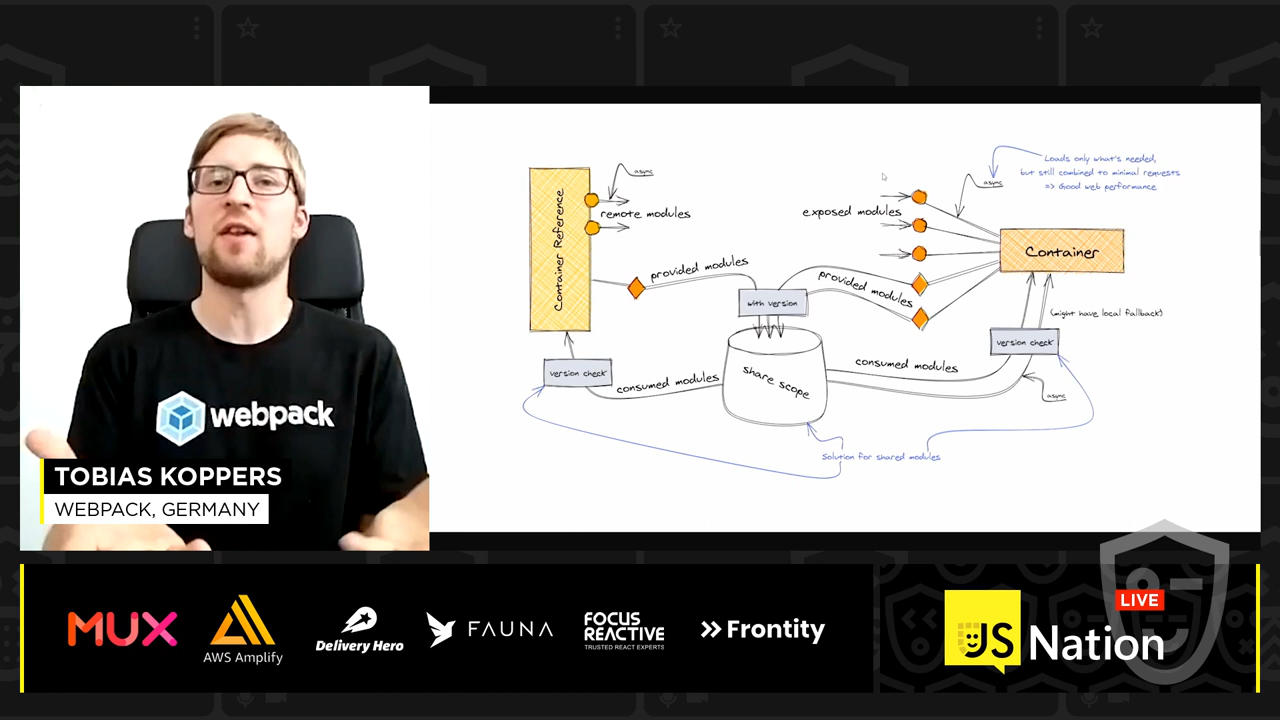 webpack
TOBIAS KOPPERS
WEBPACK, GERMANY
Container Reference
async
remote modules
provided modules
version check
consumed modules
with version
share scope
exposed modules
async
Loads only what's needed,
but still combined to minimal requests
=> Good web performance
Container
provided modules
(might have local fallback)
version check
consumed modules
async
Solution for shared modules
MUX
AWS Amplify
Delivery Hero
FAUNA
FOCUS
REACTIVE
TRUSTED REACT EXPERTS
Frontity
LIVE
JS Nation